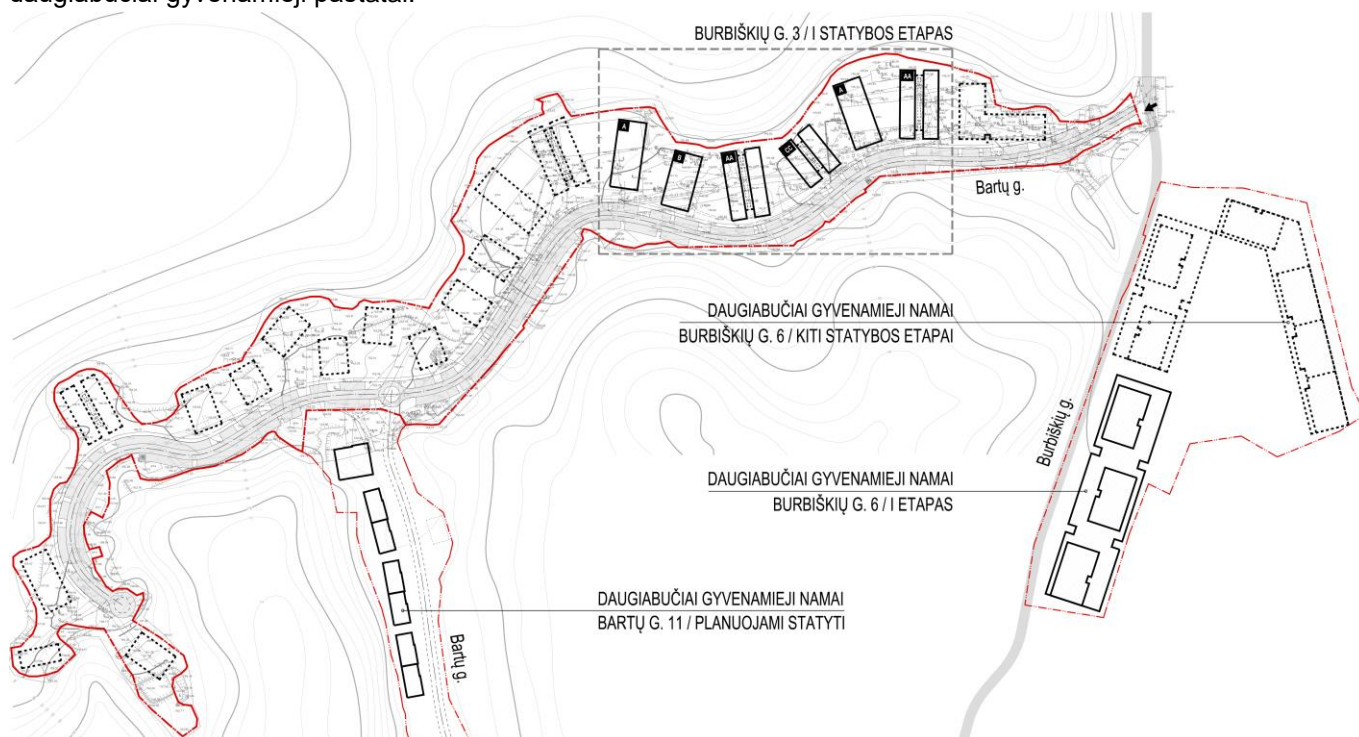 daugiabučiai gyvenamieji pastatai.
BURBIŠKIŲ G. 3 / I STATYBOS ETAPAS
A
B
AA
CC
A
AA
Bartų g.
DAUGIABUČIAI GYVENAMIEJI NAMAI
BURBIŠKIŲ G. 6 / KITI STATYBOS ETAPAI
Burbiškių g.
DAUGIABUČIAI GYVENAMIEJI NAMAI
BURBIŠKIŲ G. 6 / I ETAPAS
DAUGIABUČIAI GYVENAMIEJI NAMAI
BARTŲ G. 11 / PLANUOJAMI STATYTI
Bartų g.